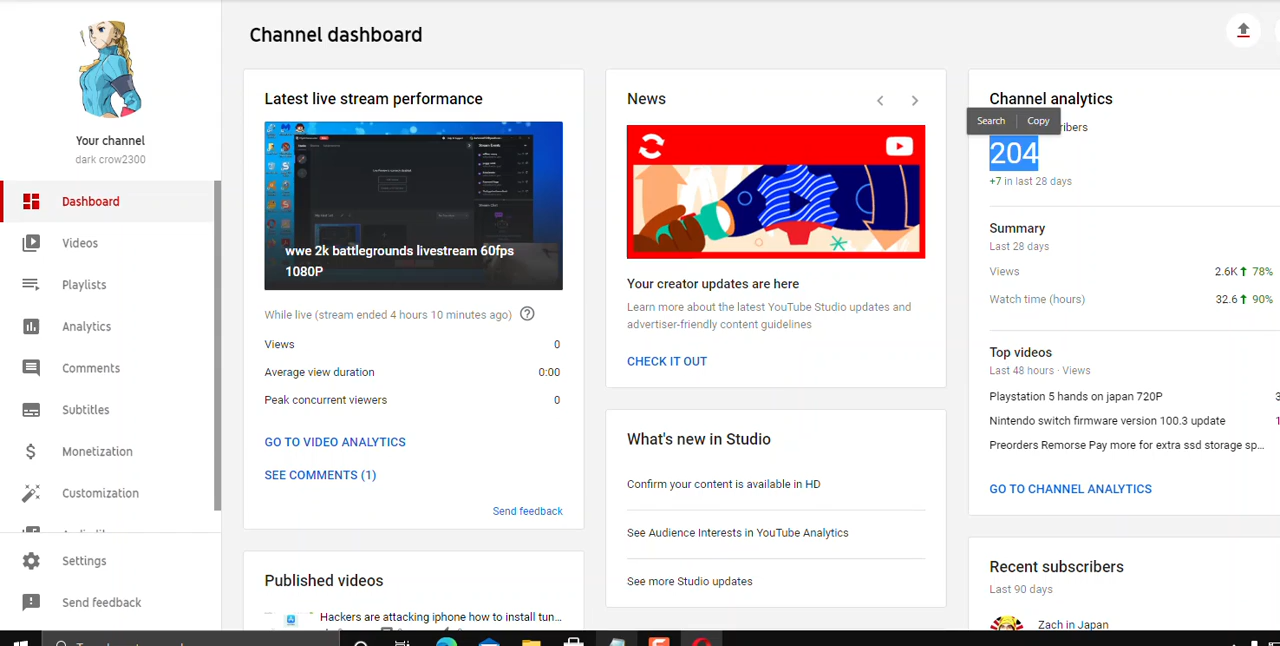 Channel dashboard
Your channel
dark crow2300
Dashboard
Videos
Playlists
Analytics
Comments
Subtitles
Monetization
Customization
Settings
Send feedback
Latest live stream performance
wwe 2k battlegrounds livestream 60fps
1080P
While live (stream ended 4 hours 10 minutes ago)
Views 0
Average view duration 0:00
Peak concurrent viewers 0
GO TO VIDEO ANALYTICS
SEE COMMENTS (1)
Send feedback
Published videos
Hackers are attacking iphone how to install tun...
News
Your creator updates are here
Learn more about the latest YouTube Studio updates and
advertiser-friendly content guidelines
CHECK IT OUT
What's new in Studio
Confirm your content is available in HD
See Audience Interests in YouTube Analytics
See more Studio updates
Channel analytics
Search Copy
204
+7 in last 28 days
Summary
Last 28 days
Views 2.6K 78%
Watch time (hours) 32.6 90%
Top videos
Last 48 hours · Views
Playstation 5 hands on japan 720P
Nintendo switch firmware version 100.3 update
Preorders Remorse Pay more for extra ssd storage sp...
GO TO CHANNEL ANALYTICS
Recent subscribers
Last 90 days
Zach in Japan